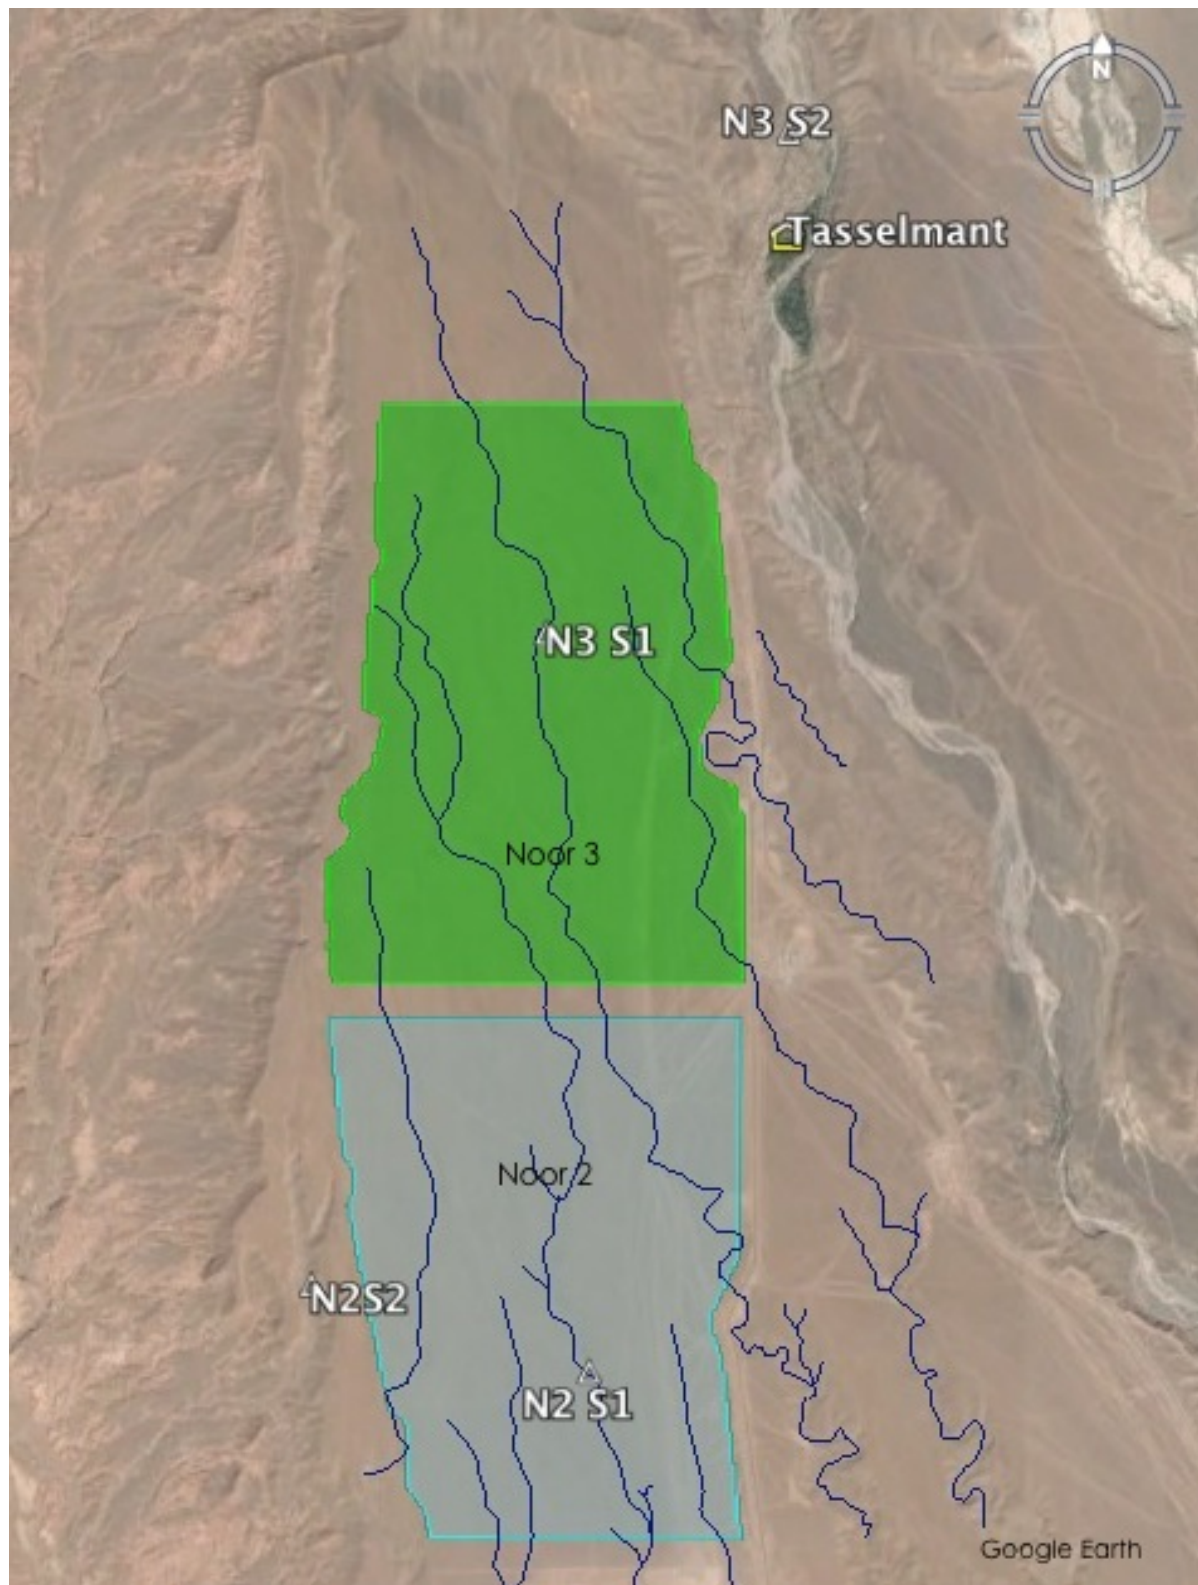 N
N3 S2
Tasselmant
N3 S1
Noor 3
Noor 2
N2S2
N2 S1
Google Earth